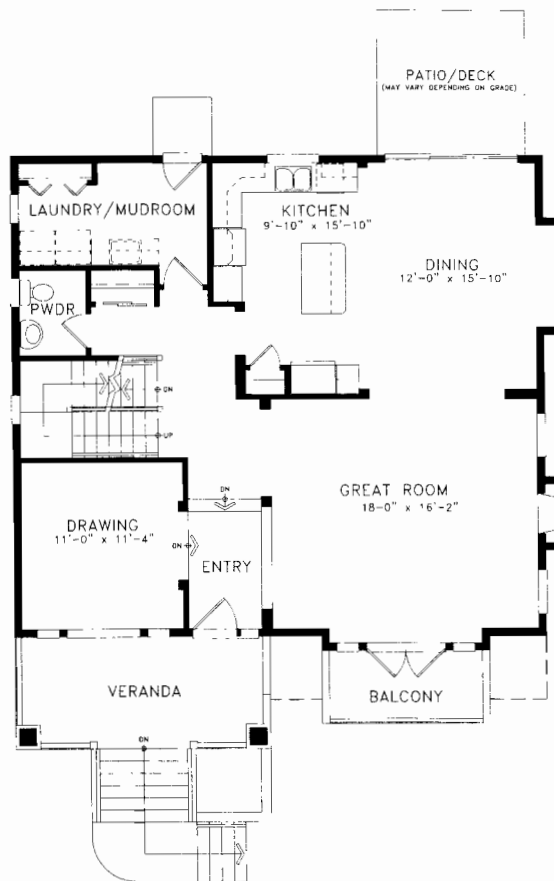 PATIO/DECK
(MAY VARY DEPENDING ON GRADE)
LAUNDRY/MUDROOM
KITCHEN
9'-10" x 15'-10"
DINING
12'-0" x 15'-10"
PWDR
DN
UP
DN
GREAT ROOM
18'-0" x 16'-2"
DRAWING
11'-0" x 11'-4"
DN
ENTRY
VERANDA
BALCONY
DN